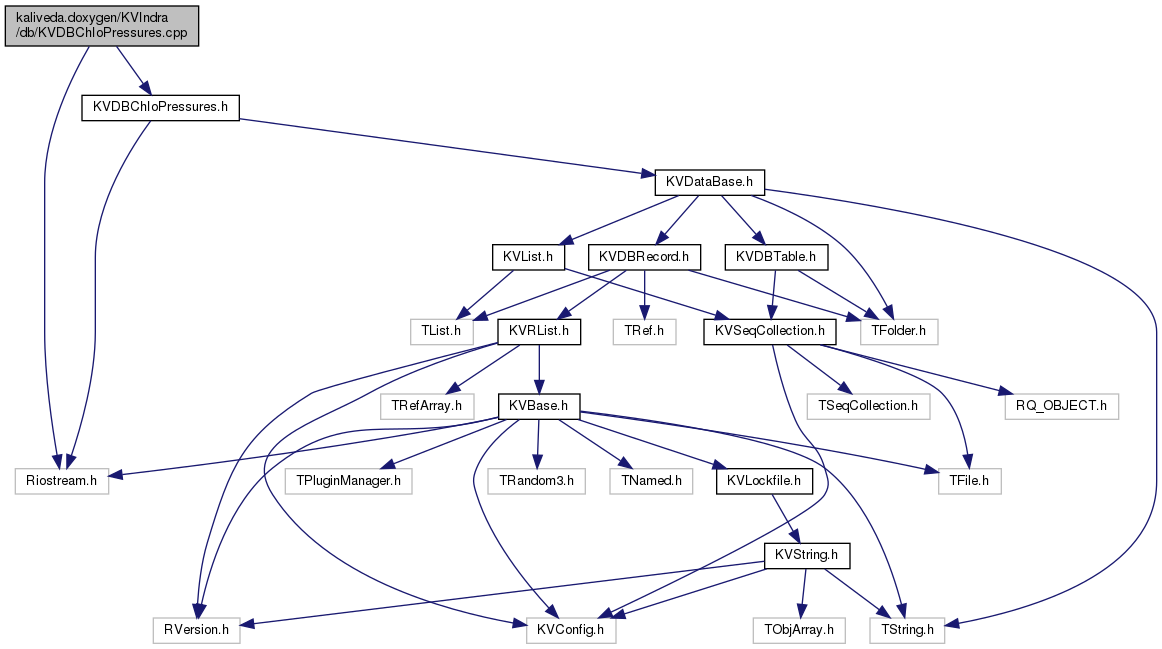 kaliveda.doxygen/KVIndra
/db/KVDBChIoPressures.cpp
KVDBChIoPressures.h
KVDataBase.h
KVList.h
KVDBRecord.h
KVDBTable.h
TList.h
KVRList.h
TRef.h
KVSeqCollection.h
TFolder.h
TRefArray.h
KVBase.h
TSeqCollection.h
RQ_OBJECT.h
Riostream.h
TPluginManager.h
TRandom3.h
TNamed.h
KVLockfile.h
TFile.h
KVString.h
RVersion.h
KVConfig.h
TObjArray.h
TString.h